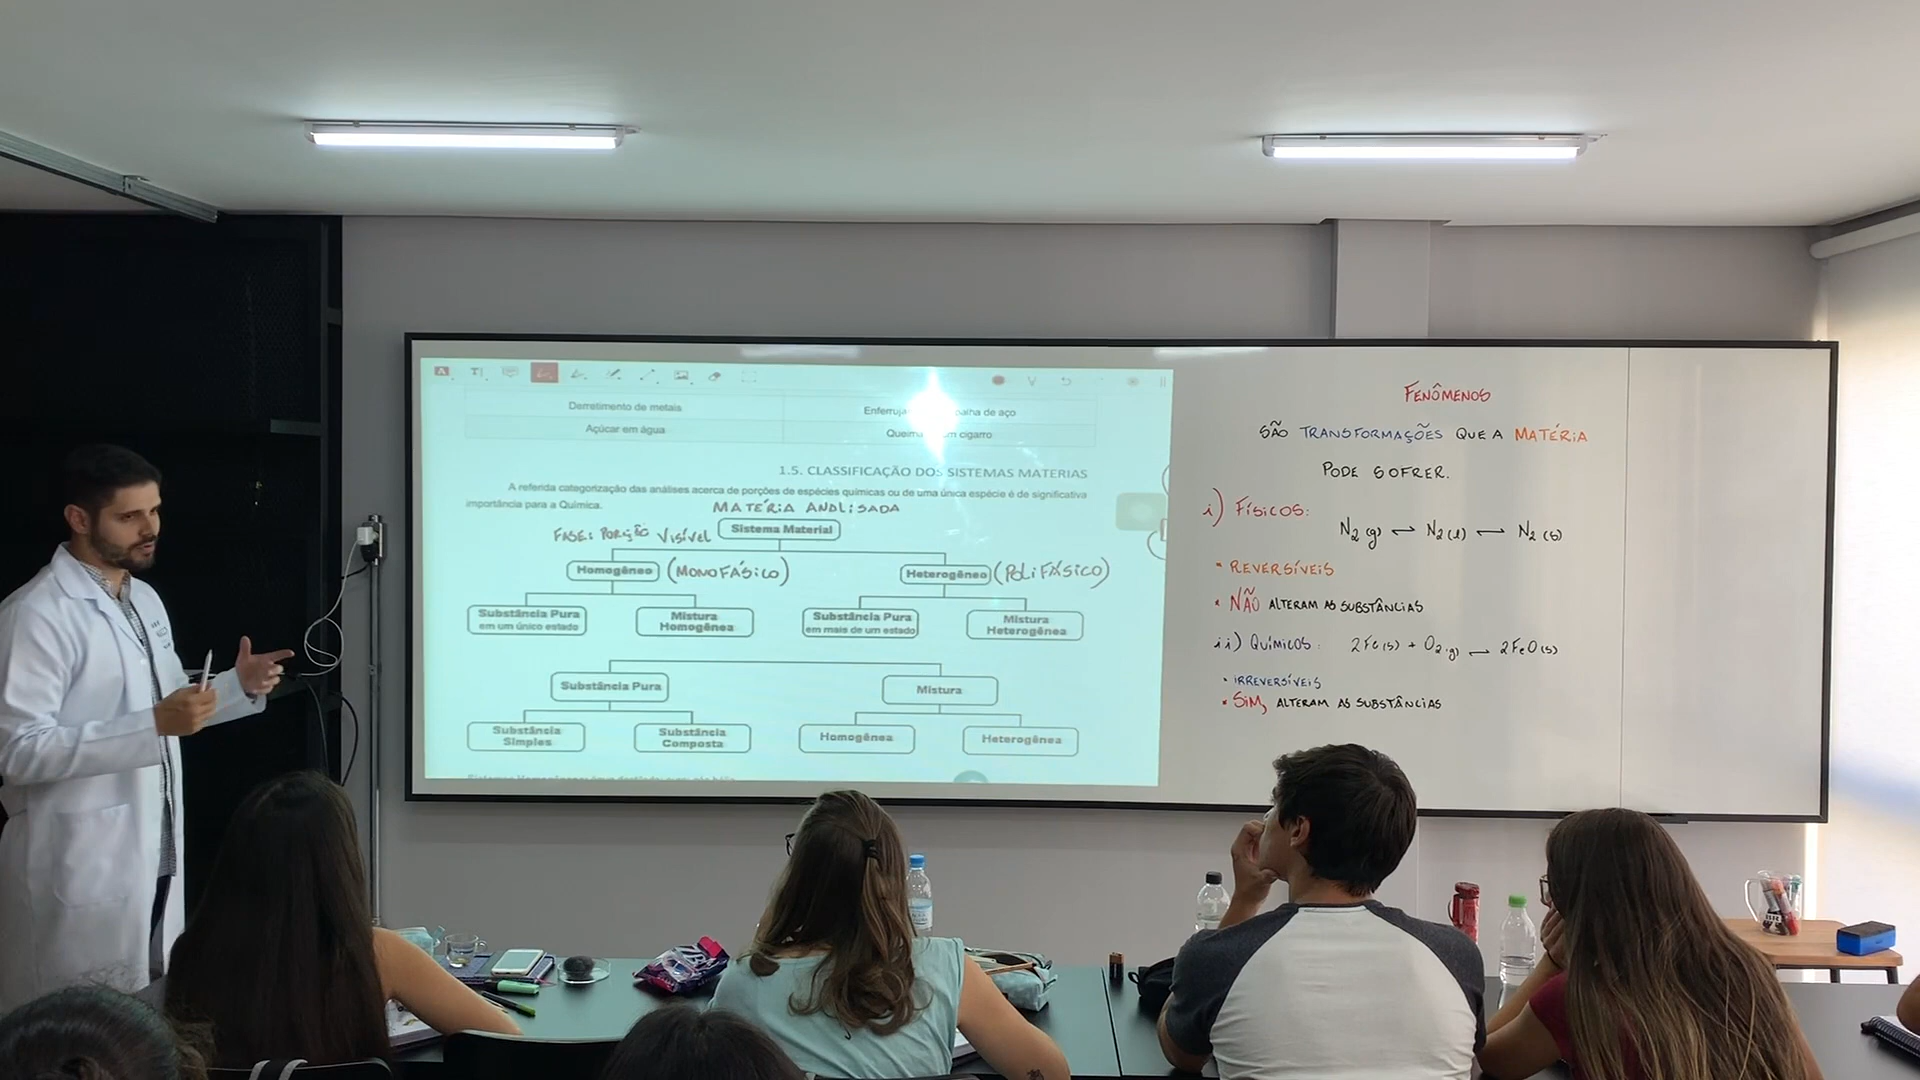 Derretimento de metais
Enferruja palha de aço
Açúcar em água
Queima cigarro
1.5. CLASSIFICAÇÃO DOS SISTEMAS MATERIAS
A referida categorização das análises acerca de porções de espécies químicas ou de uma única espécie é de significativa
importância para a Química.
MATÉRIA ANALISADA
FASE: PORÇÃO VISÍVEL
Sistema Material
Homogêneo (MONOFÁSICO)
Heterogêneo (POLIFÁSICO)
Substância Pura
em um único estado
Mistura
Homogênea
Substância Pura
em mais de um estado
Mistura
Heterogênea
Substância Pura
Mistura
Substância
Simples
Substância
Composta
Homogênea
Heterogênea
FENÔMENOS
SÃO TRANSFORMAÇÕES QUE A MATÉRIA
PODE SOFRER.
i) FÍSICOS:
N2(g) ⇌ N2(l) ⇌ N2(s)
• REVERSÍVEIS
• NÃO ALTERAM AS SUBSTÂNCIAS
ii) QUÍMICOS: 2Fe(s) + O2(g) ⇌ 2FeO(s)
• IRREVERSÍVEIS
• SIM, ALTERAM AS SUBSTÂNCIAS